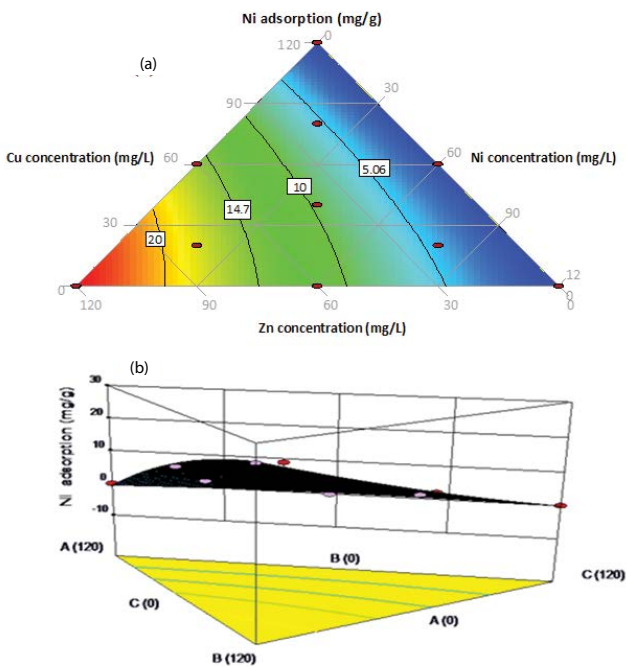 Ni adsorption (mg/g)
120
0
(a)
90
30
Cu concentration (mg/L)
60
5.06
60
Ni concentration (mg/L)
10
14.7
30
90
20
0
120
90
60
30
12
0
0
Zn concentration (mg/L)
(b)
30
20
10
0
-10
Ni adsorption (mg/g)
A (120)
B (0)
C (120)
C (0)
A (0)
B (120)